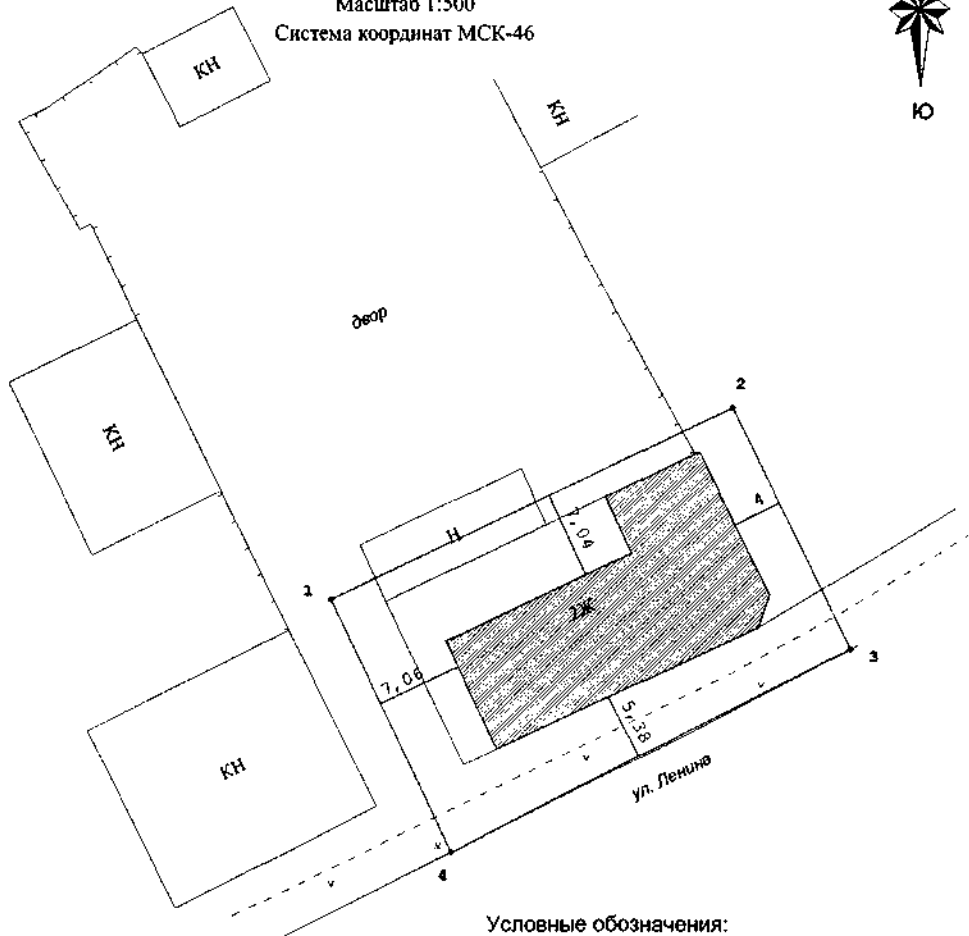 Масштаб 1:500
Система координат МСК-46
Ю
КН
КН
двор
2
КН
4
Н
7,04
1
2Ж
3
7,06
5,38
КН
ул. Ленина
4
Условные обозначения: